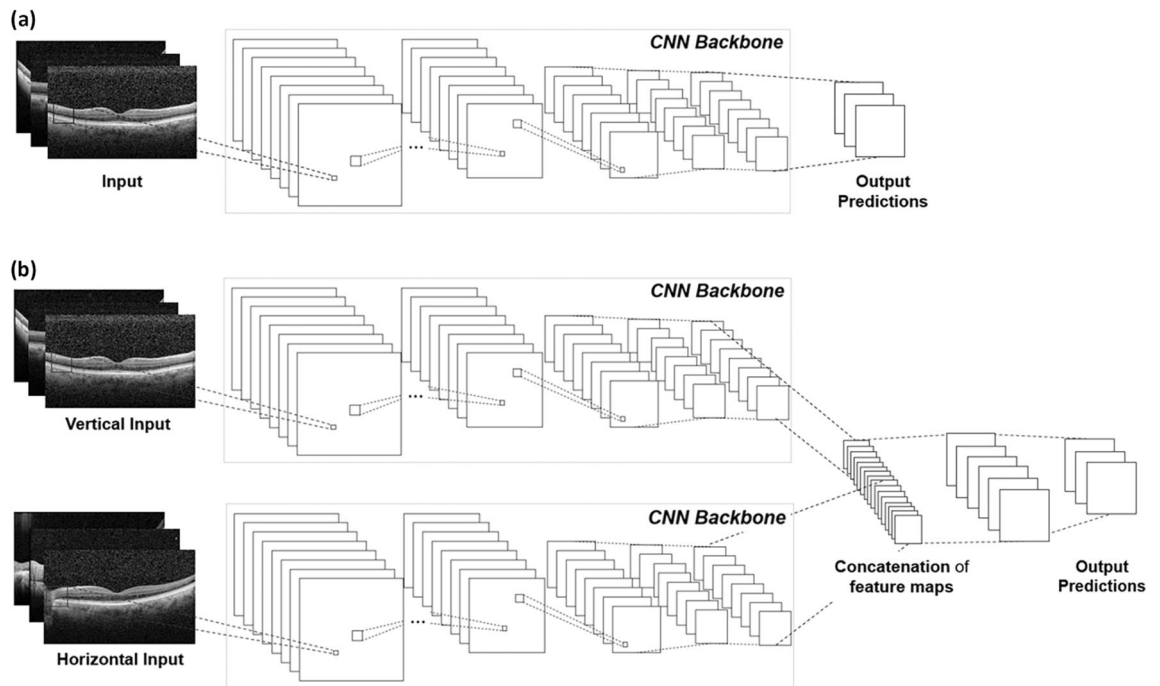 (a)
CNN Backbone
...
Input
Output
Predictions
(b)
CNN Backbone
...
Vertical Input
CNN Backbone
...
Concatenation of
feature maps
Output
Predictions
Horizontal Input